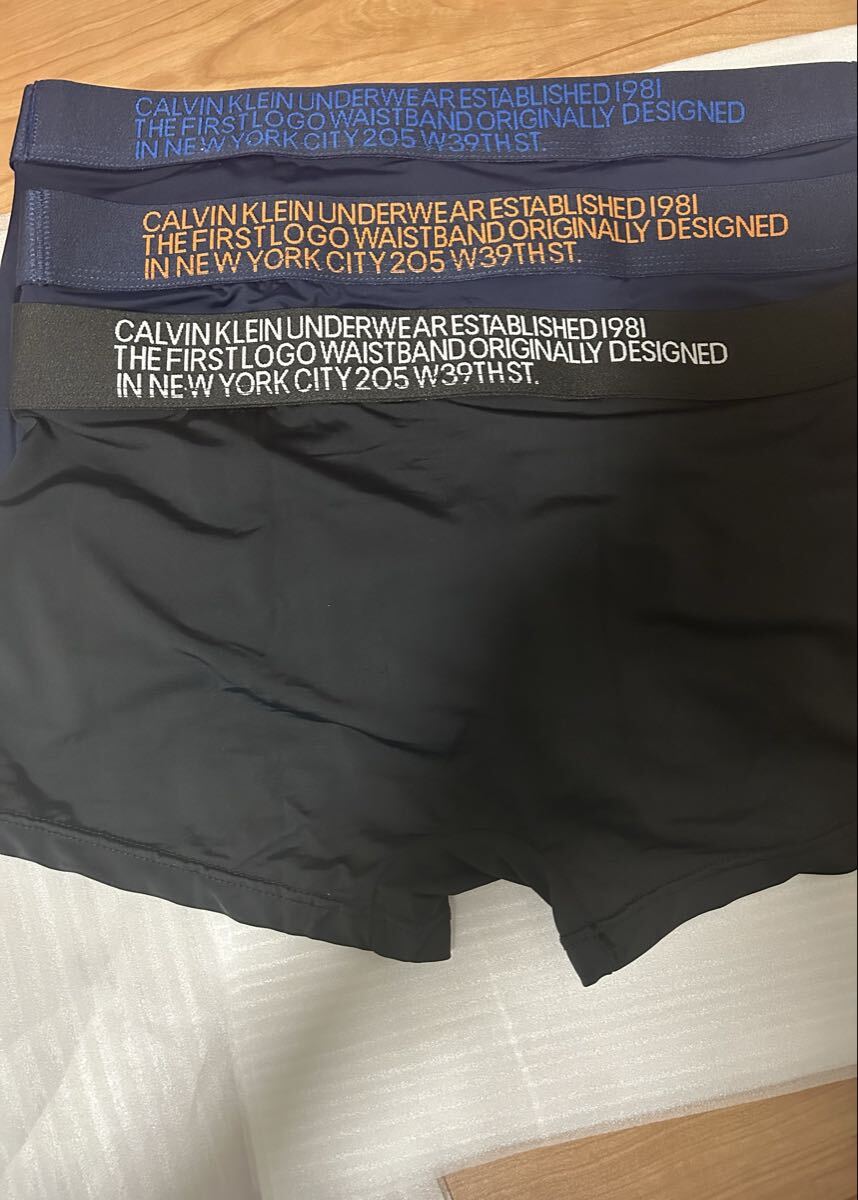 CALVIN KLEIN UNDERWEAR ESTABLISHED 1981
THE FIRST LOGO WAISTBAND ORIGINALLY DESIGNED
IN NEW YORK CITY 205 W39TH ST.
CALVIN KLEIN UNDERWEAR ESTABLISHED 1981
THE FIRST LOGO WAISTBAND ORIGINALLY DESIGNED
IN NEW YORK CITY 205 W39TH ST.
CALVIN KLEIN UNDERWEAR ESTABLISHED 1981
THE FIRST LOGO WAISTBAND ORIGINALLY DESIGNED
IN NEW YORK CITY 205 W39TH ST.